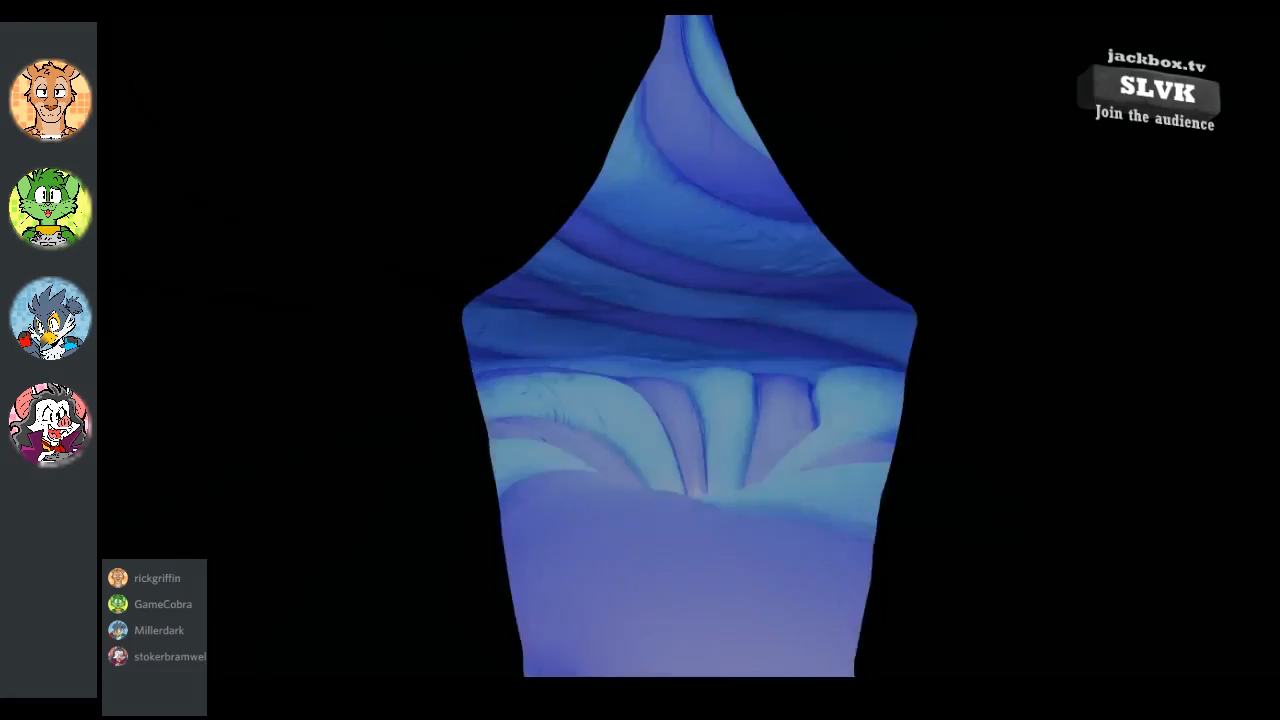 jackbox.tv
SLVK
Join the audience
rickgriffin
GameCobra
Millerdark
stokerbramwel